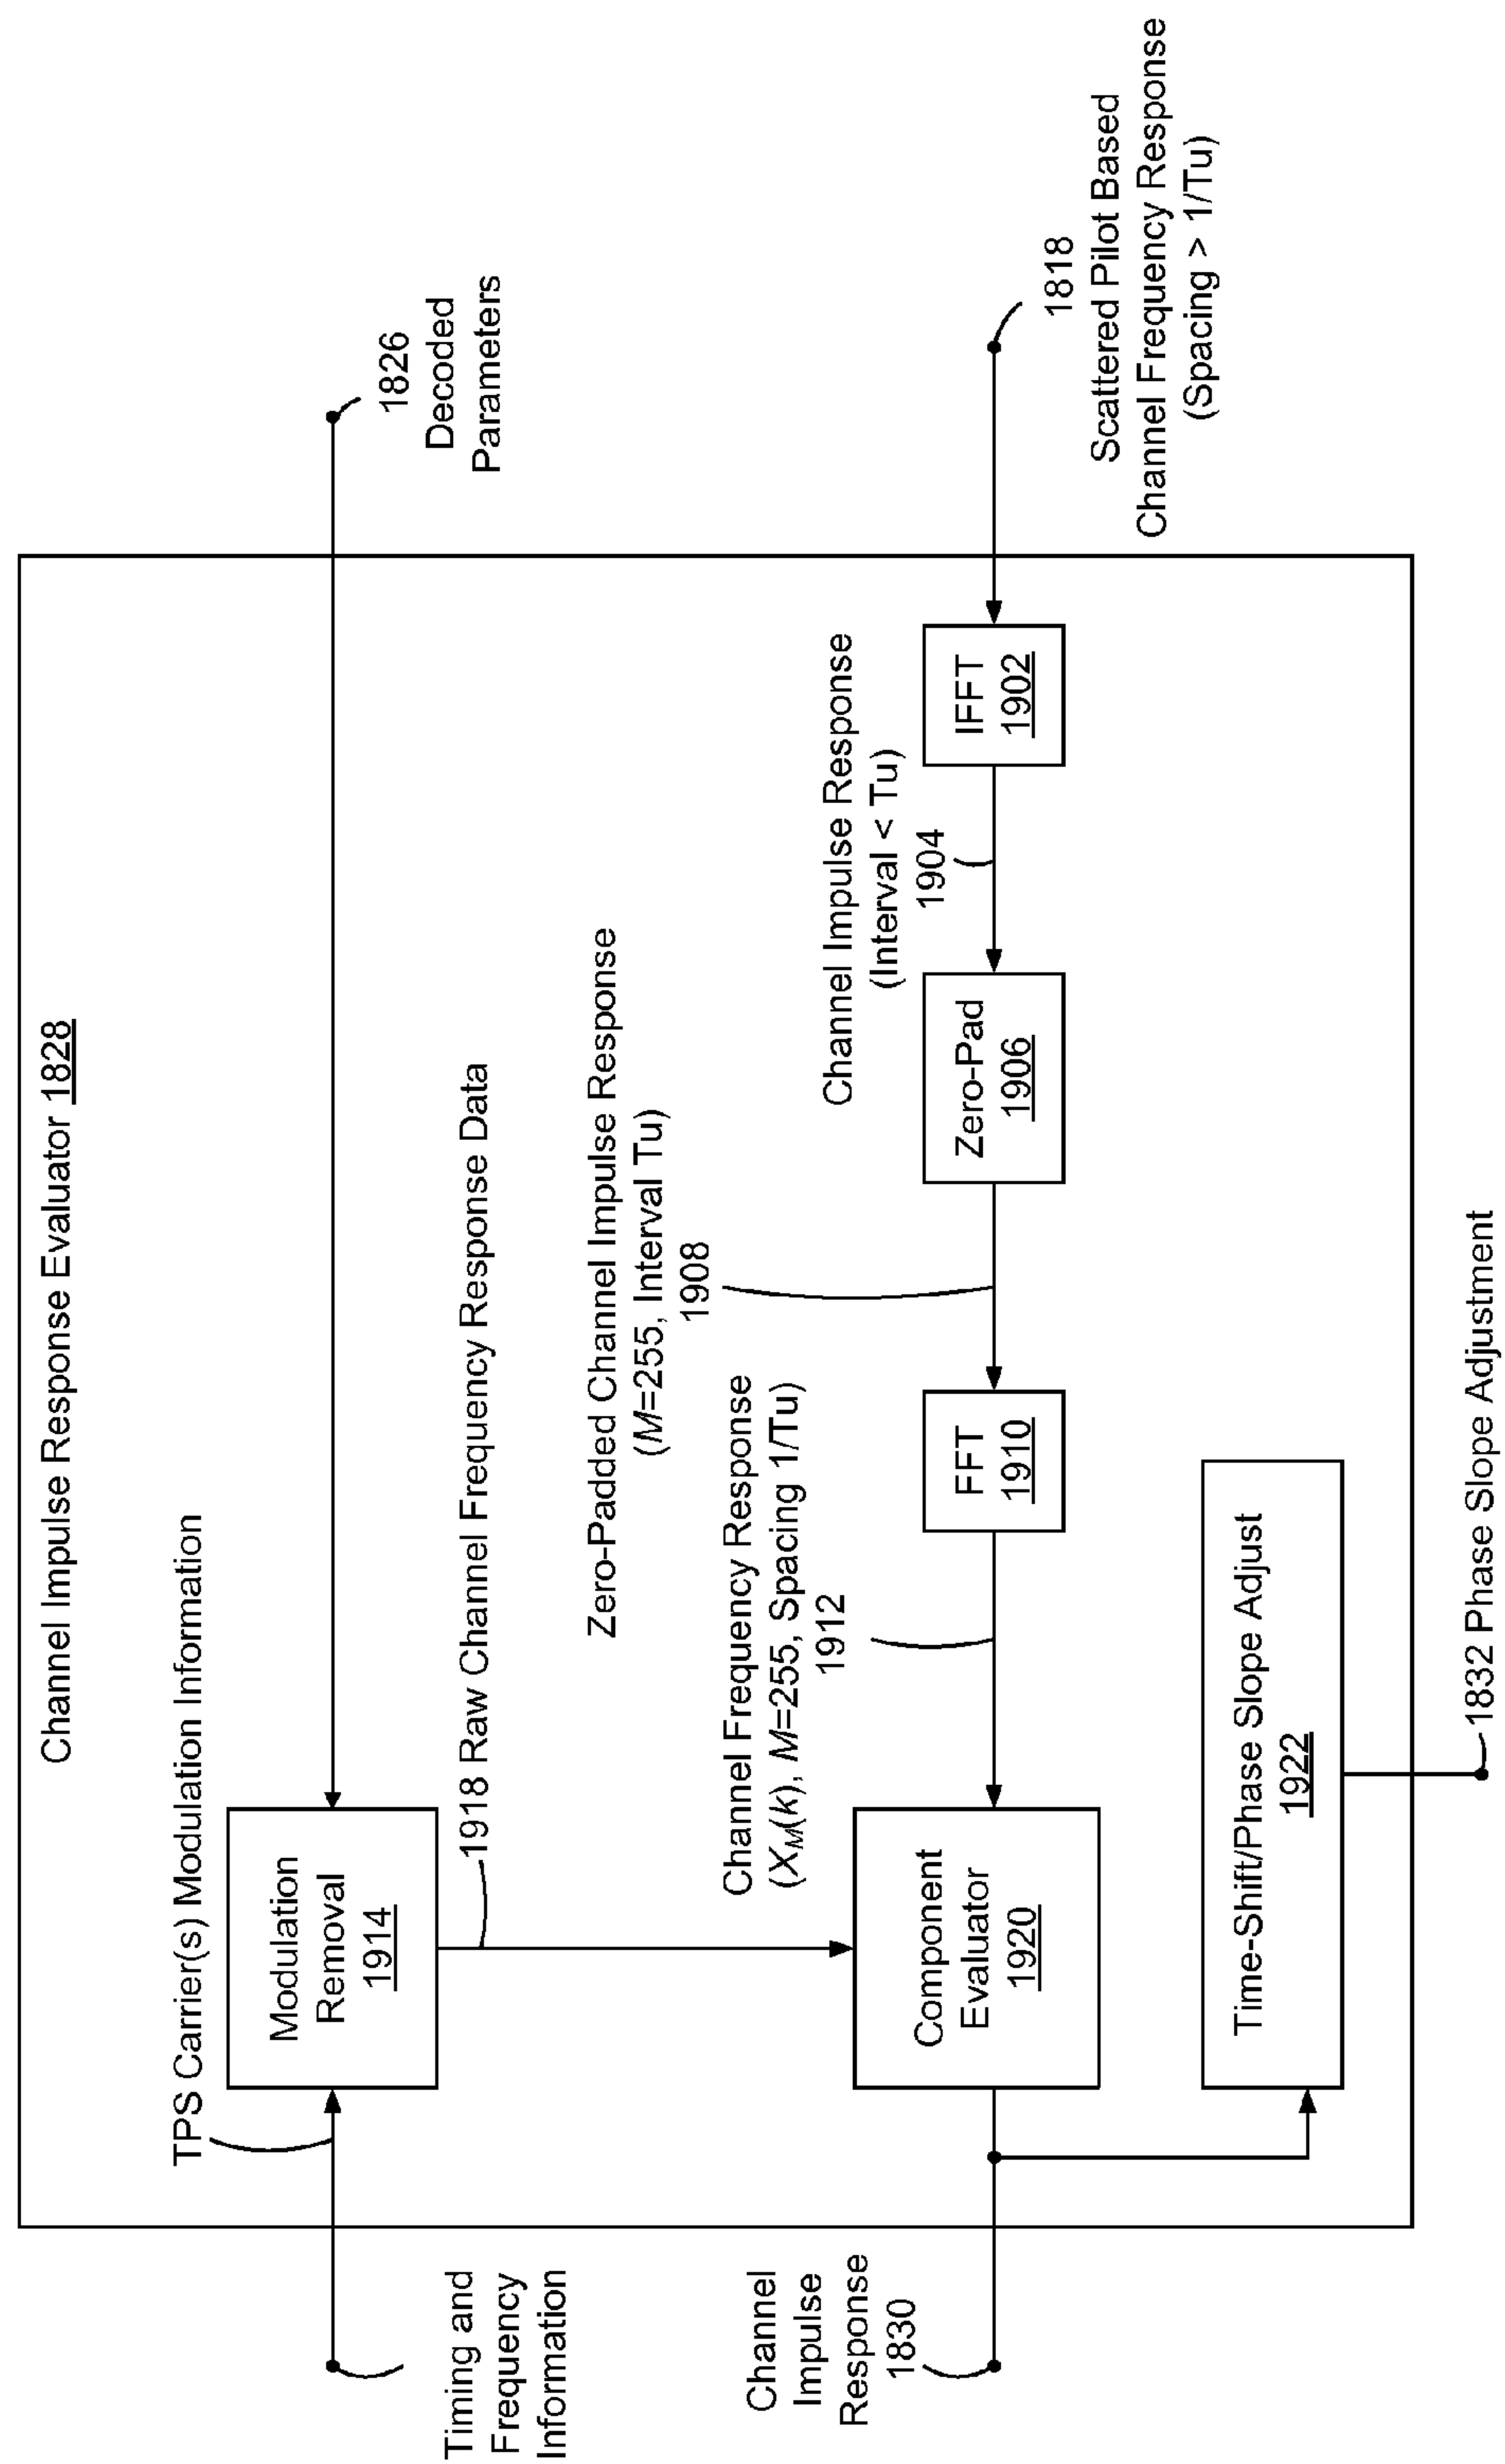 Channel Impulse Response Evaluator 1828
TPS Carrier(s) Modulation Information
Timing and
Frequency
Information
Modulation
Removal
1914
1826
Decoded
Parameters
1918 Raw Channel Frequency Response Data
Zero-Padded Channel Impulse Response
(M=255, Interval Tu)
1908
Channel Frequency Response
(XM(k), M=255, Spacing 1/Tu)
1912
Channel Impulse Response
(Interval < Tu)
1904
Channel
Impulse
Response
1830
Component
Evaluator
1920
FFT
1910
Zero-Pad
1906
IFFT
1902
1818
Scattered Pilot Based
Channel Frequency Response
(Spacing > 1/Tu)
Time-Shift/Phase Slope Adjust
1922
1832 Phase Slope Adjustment